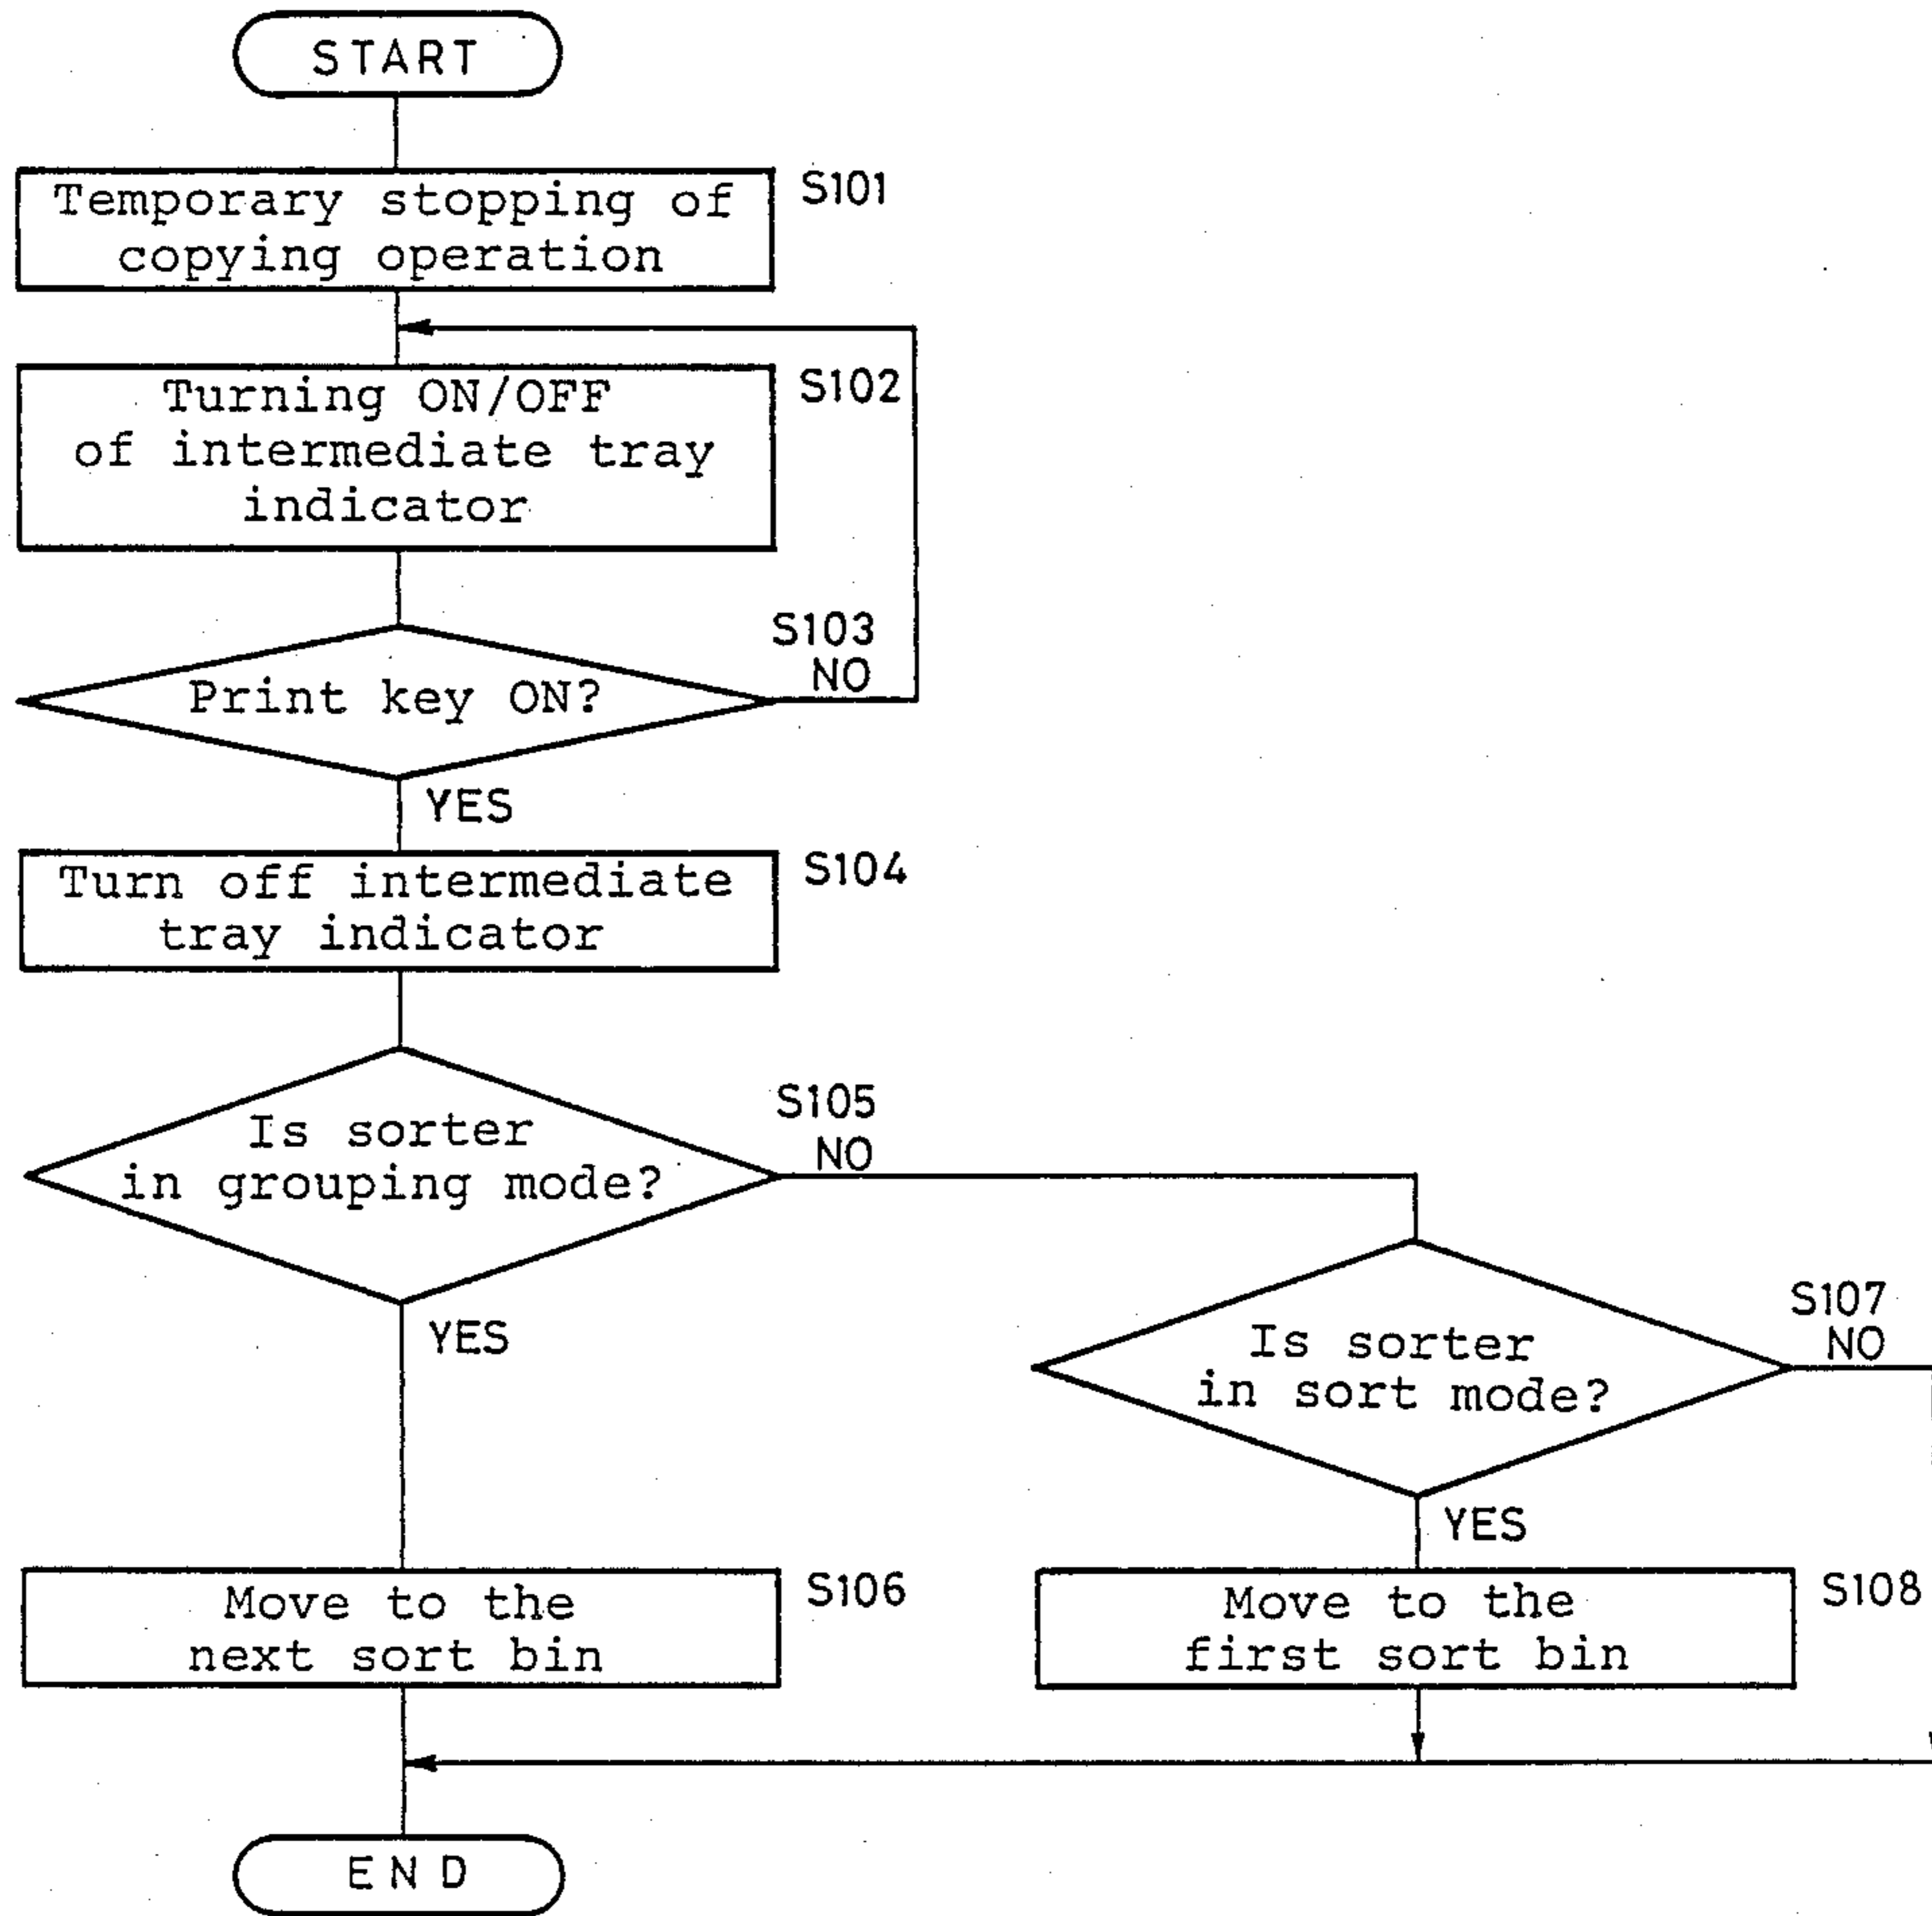 START
Temporary stopping of
copying operation
S101
Turning ON/OFF
of intermediate tray
indicator
S102
Print key ON?
S103
NO
YES
Turn off intermediate
tray indicator
S104
Is sorter
in grouping mode?
S105
NO
YES
Is sorter
in sort mode?
S107
NO
YES
Move to the
next sort bin
S106
Move to the
first sort bin
S108
END